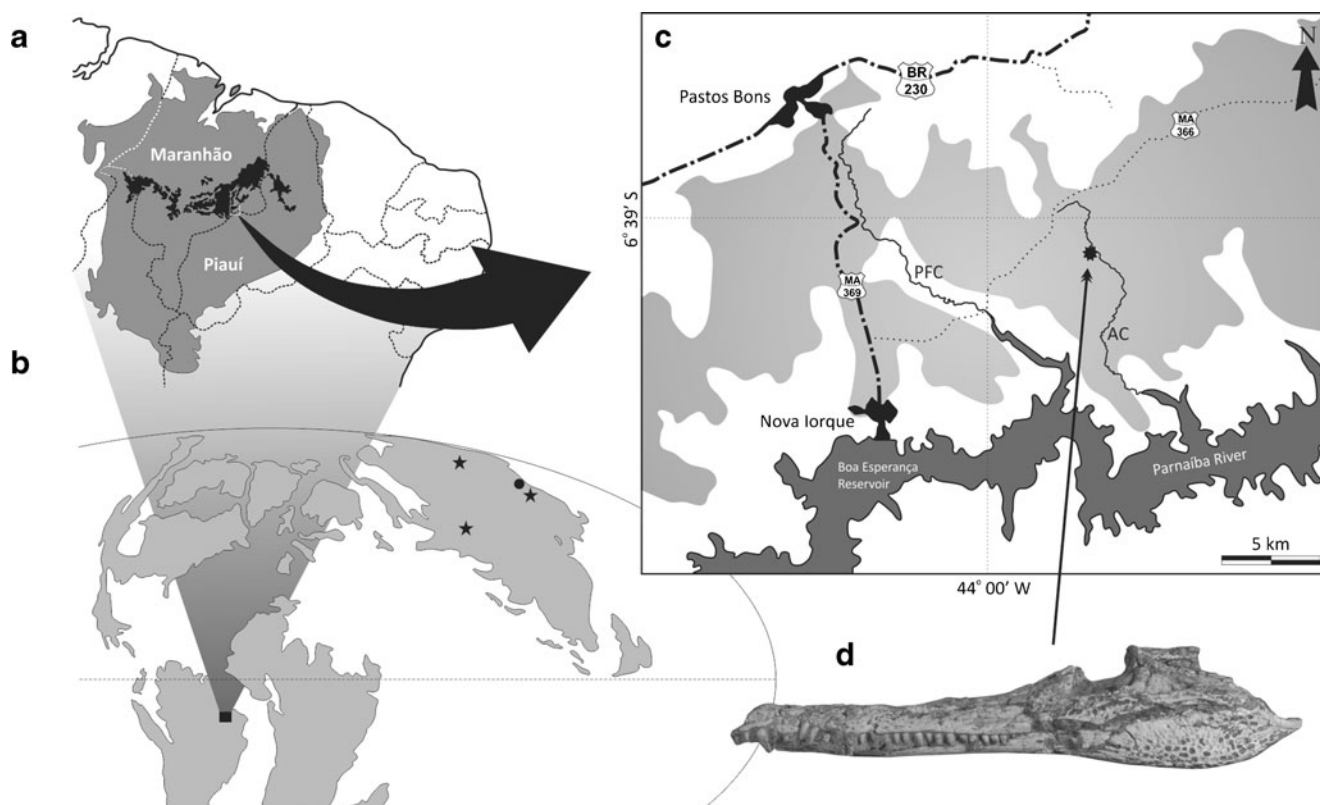 a
Maranhão
Piauí
b
c
N
BR
230
Pastos Bons
MA
366
6° 39' S
PFC
MA
369
AC
Nova Iorque
Boa Esperança
Reservoir
Parnaíba River
5 km
44° 00' W
d